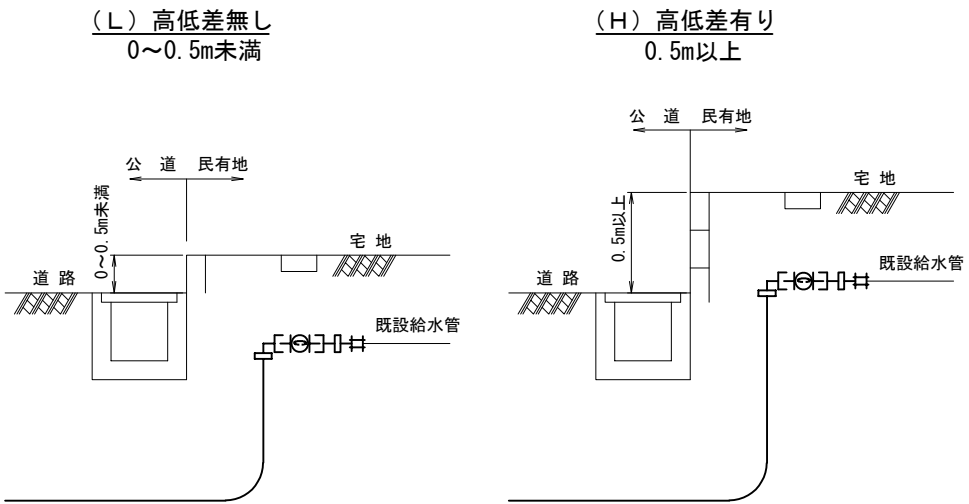 (L)高低差無し
0~0.5m未満
公 道 民有地
0~0.5m未満
宅 地
道 路
既設給水管
(H)高低差有り
0.5m以上
公 道 民有地
宅 地
0.5m以上
道 路
既設給水管